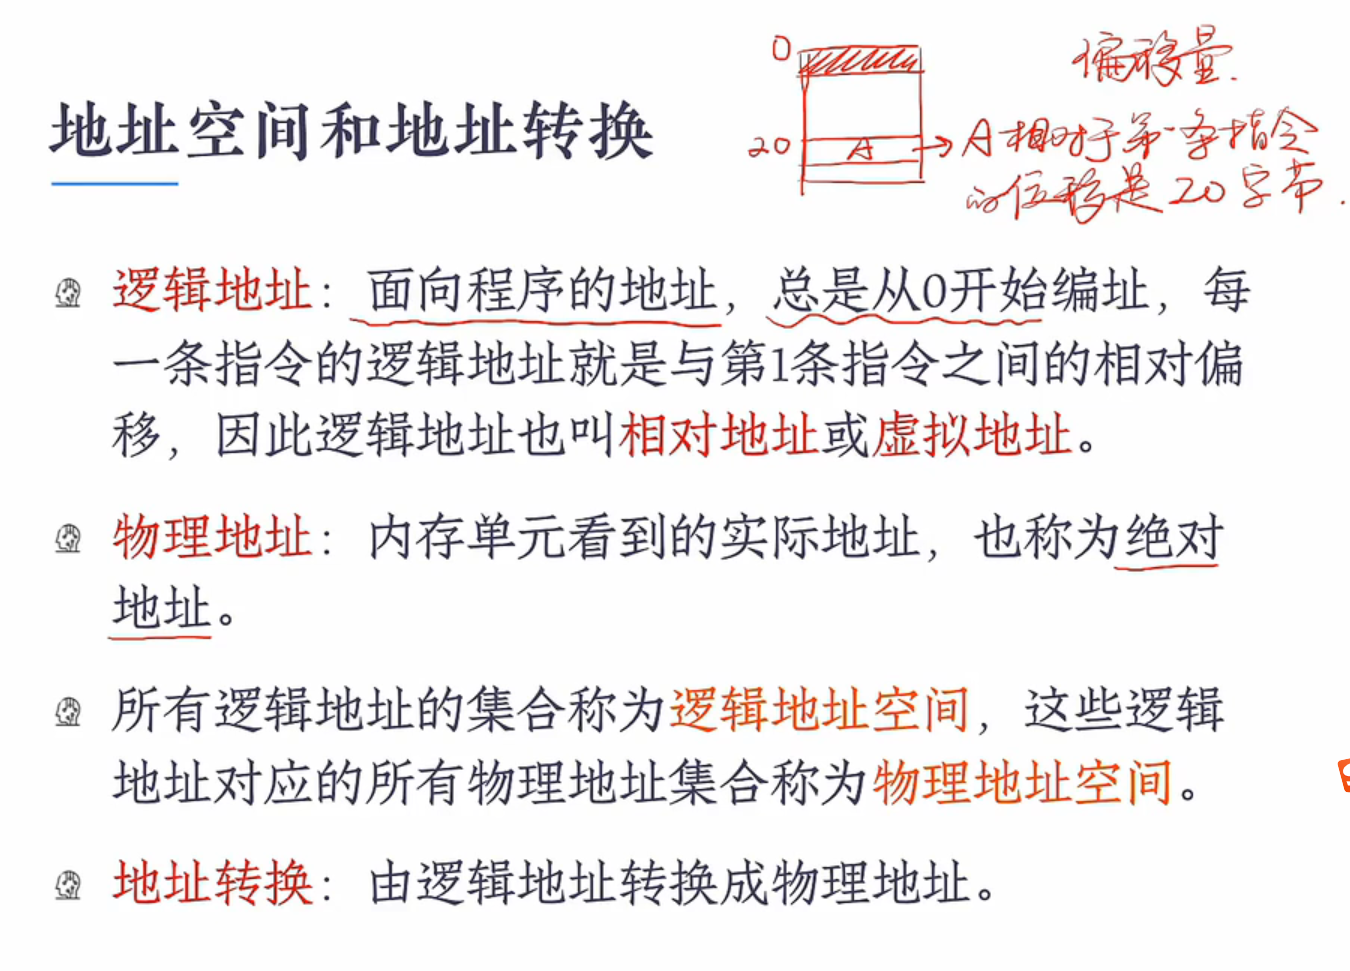 0
偏移量.
地址空间和地址转换
20 A → A相对于第一条指令
的位移是20字节.
逻辑地址：面向程序的地址，总是从0开始编址，每
一条指令的逻辑地址就是与第1条指令之间的相对偏
移，因此逻辑地址也叫相对地址或虚拟地址。
物理地址：内存单元看到的实际地址，也称为绝对
地址。
所有逻辑地址的集合称为逻辑地址空间，这些逻辑
地址对应的所有物理地址集合称为物理地址空间。
地址转换：由逻辑地址转换成物理地址。